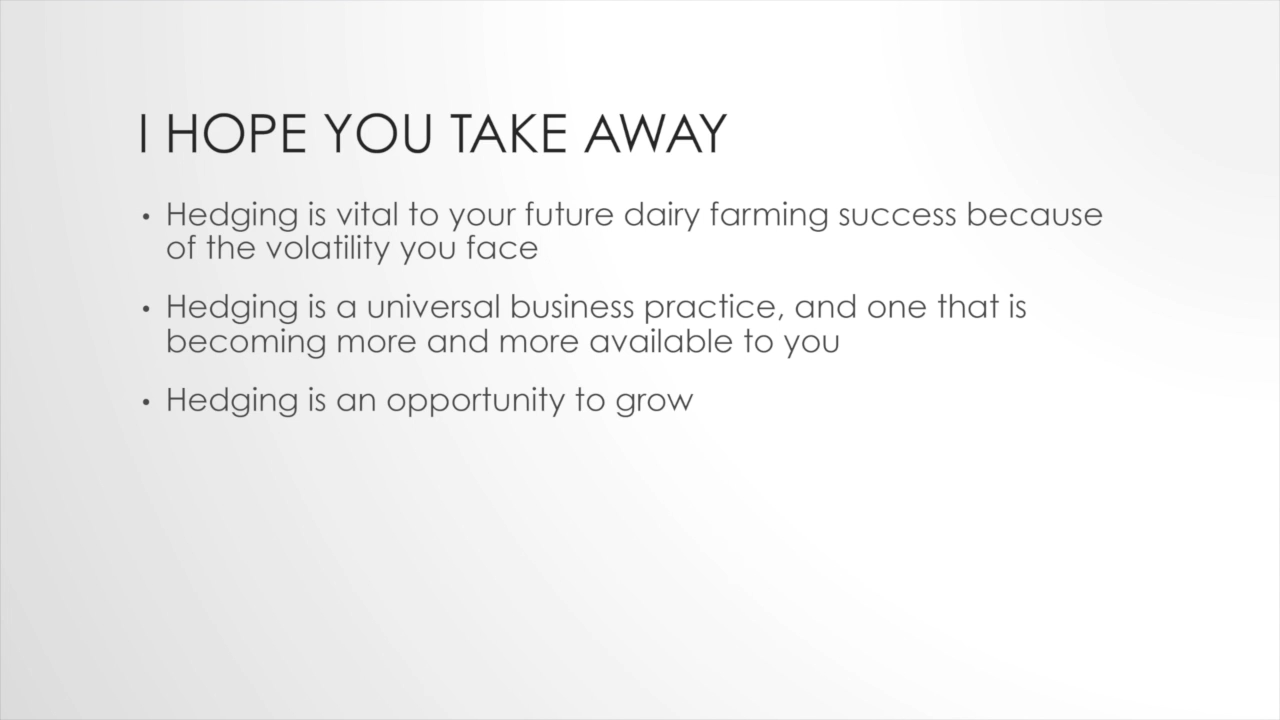 I HOPE YOU TAKE AWAY
• Hedging is vital to your future dairy farming success because
of the volatility you face
• Hedging is a universal business practice, and one that is
becoming more and more available to you
• Hedging is an opportunity to grow